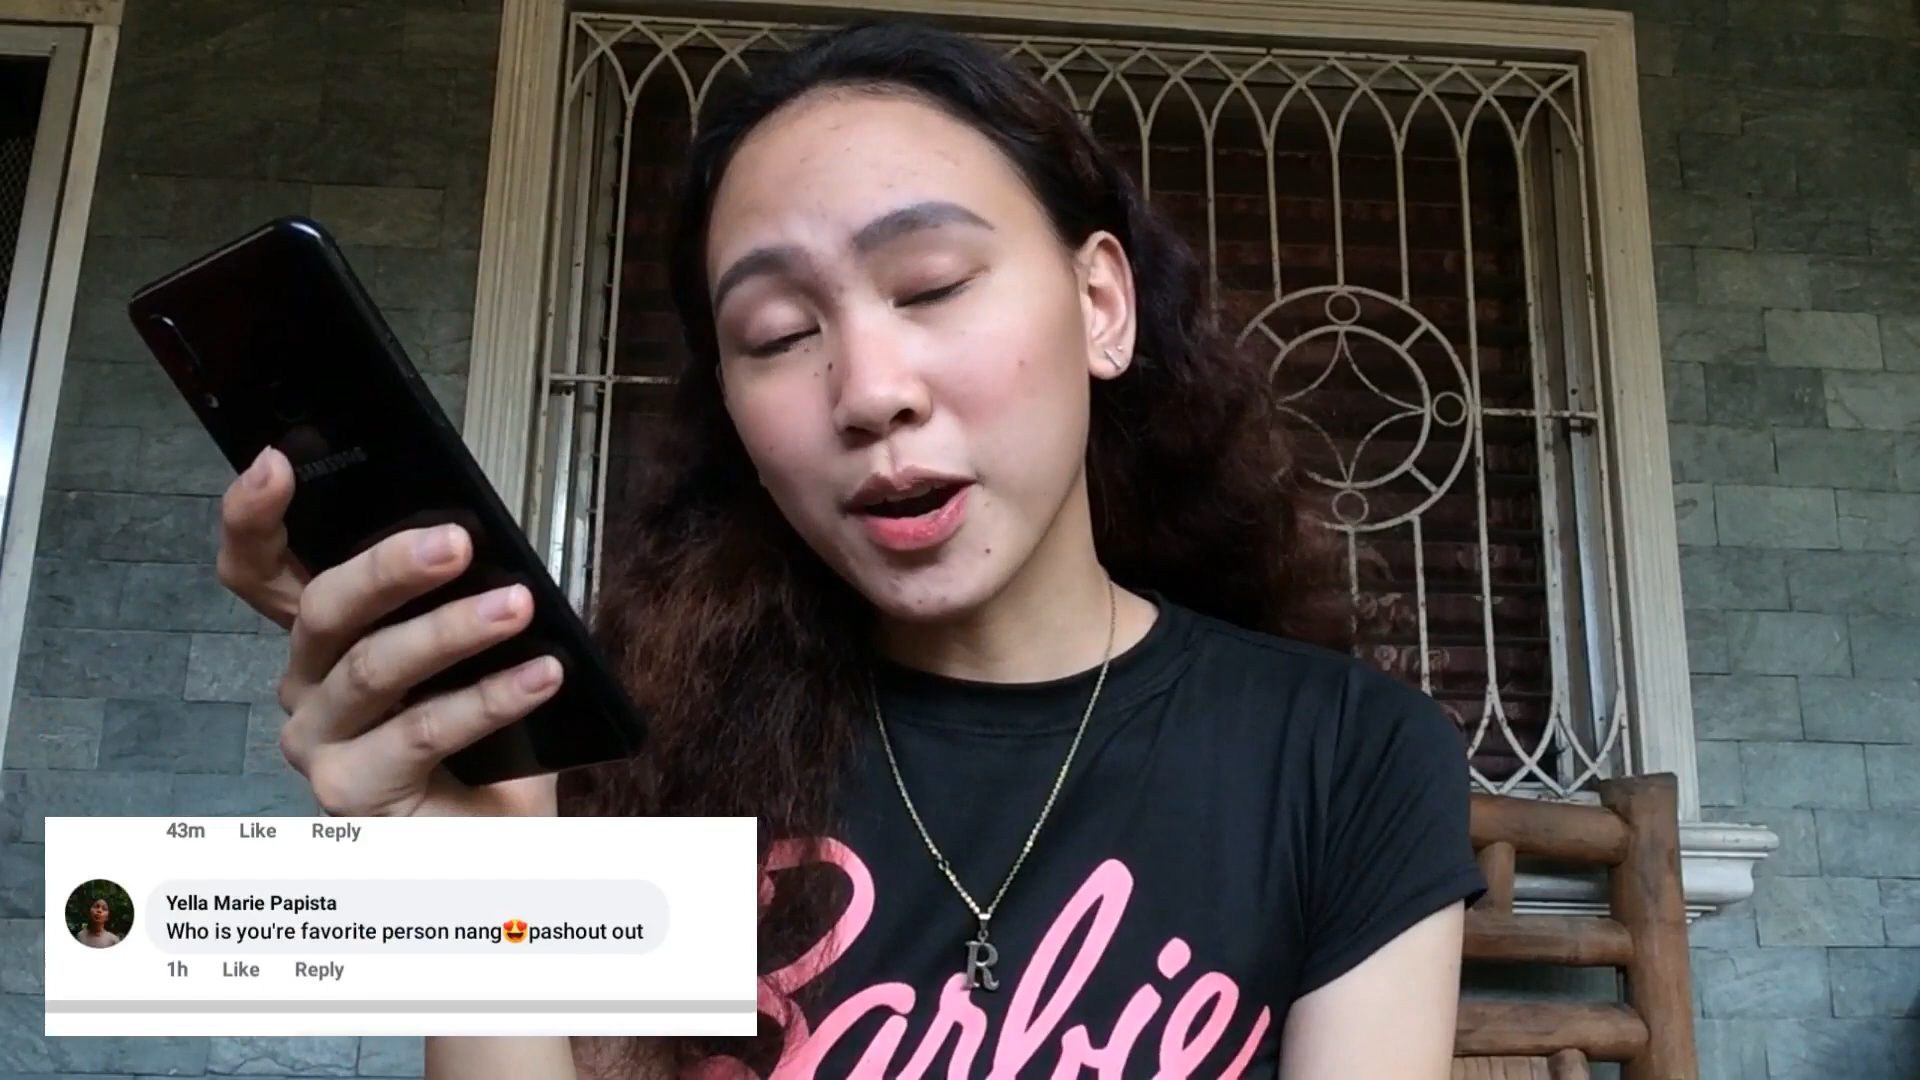 SAMSUNG
43m Like Reply
Yella Marie Papista
Who is you're favorite person nang😍pashout out
1h Like Reply
R
Barbie